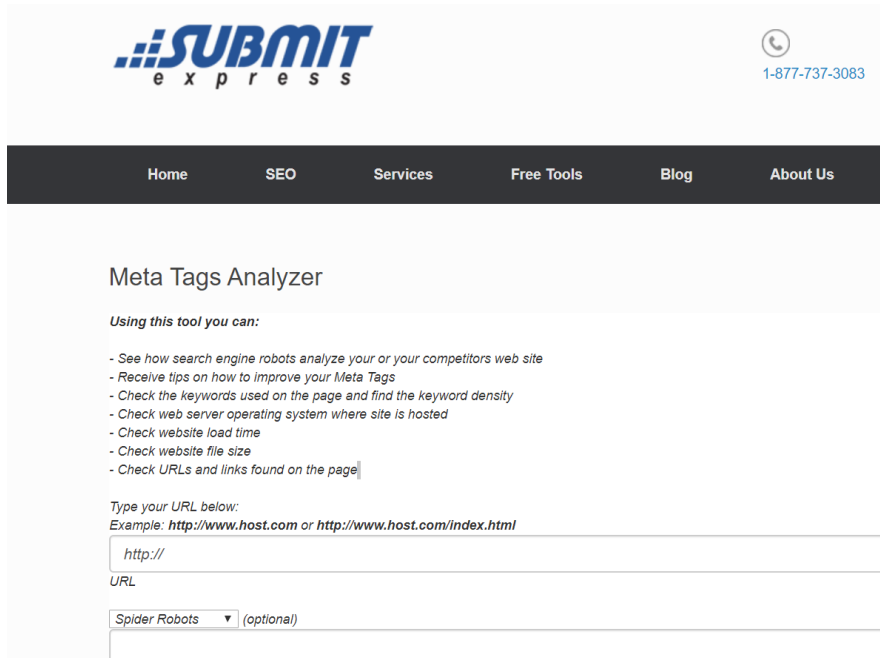 SUBMIT
express
1-877-737-3083
Home SEO Services Free Tools Blog About Us
Meta Tags Analyzer
Using this tool you can:
- See how search engine robots analyze your or your competitors web site
- Receive tips on how to improve your Meta Tags
- Check the keywords used on the page and find the keyword density
- Check web server operating system where site is hosted
- Check website load time
- Check website file size
- Check URLs and links found on the page
Type your URL below:
Example: http://www.host.com or http://www.host.com/index.html
http://
URL
Spider Robots (optional)